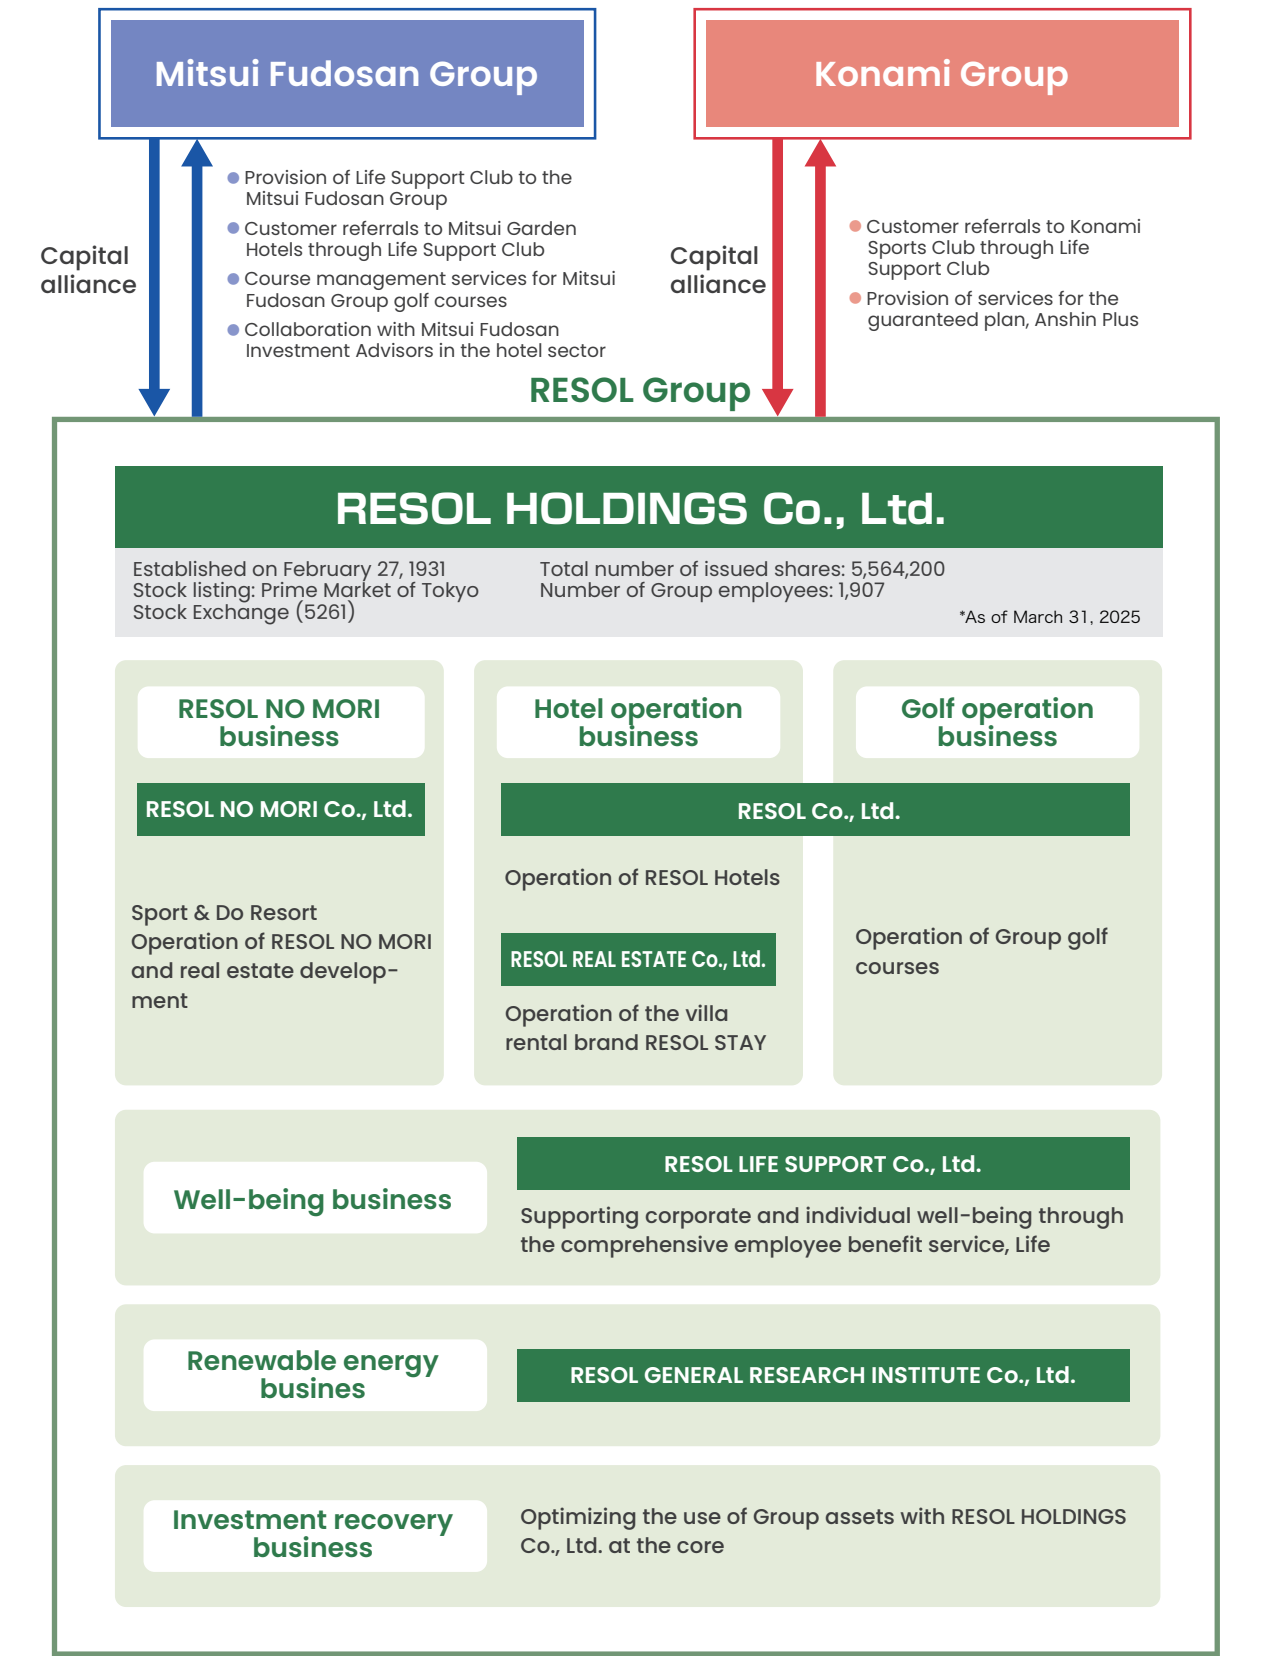 Mitsui Fudosan Group
Konami Group
Capital
alliance
● Provision of Life Support Club to the
Mitsui Fudosan Group
● Customer referrals to Mitsui Garden
Hotels through Life Support Club
● Course management services for Mitsui
Fudosan Group golf courses
● Collaboration with Mitsui Fudosan
Investment Advisors in the hotel sector
Capital
alliance
● Customer referrals to Konami
Sports Club through Life
Support Club
● Provision of services for the
guaranteed plan, Anshin Plus
RESOL Group
RESOL HOLDINGS Co., Ltd.
Established on February 27, 1931
Stock listing: Prime Market of Tokyo
Stock Exchange (5261)
Total number of issued shares: 5,564,200
Number of Group employees: 1,907
*As of March 31, 2025
RESOL NO MORI
business
RESOL NO MORI Co., Ltd.
Sport & Do Resort
Operation of RESOL NO MORI
and real estate develop-
ment
Hotel operation
business
Golf operation
business
RESOL Co., Ltd.
Operation of RESOL Hotels
RESOL REAL ESTATE Co., Ltd.
Operation of the villa
rental brand RESOL STAY
Operation of Group golf
courses
Well-being business
RESOL LIFE SUPPORT Co., Ltd.
Supporting corporate and individual well-being through
the comprehensive employee benefit service, Life
Renewable energy
busines
RESOL GENERAL RESEARCH INSTITUTE Co., Ltd.
Investment recovery
business
Optimizing the use of Group assets with RESOL HOLDINGS
Co., Ltd. at the core